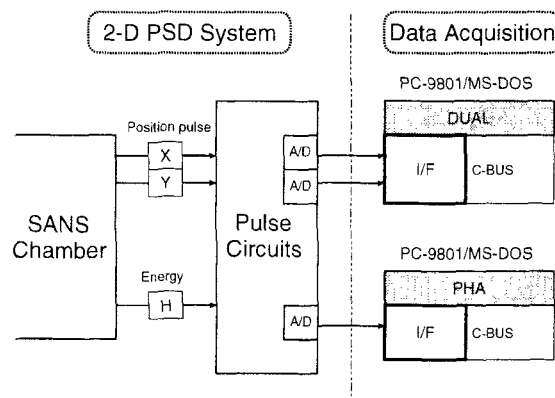 2-D PSD System
Data Acquisition
PC-9801/MS-DOS
DUAL
Position pulse
X
Y
A/D
A/D
I/F
C-BUS
SANS
Chamber
Pulse
Circuits
Energy
H
A/D
PC-9801/MS-DOS
PHA
I/F
C-BUS